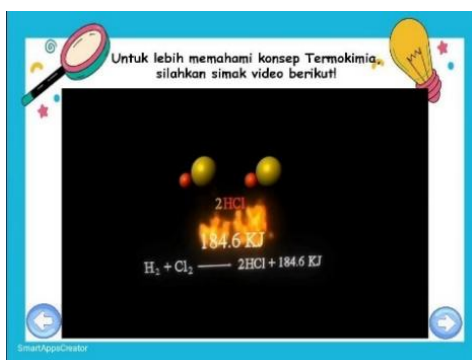 Untuk lebih memahami konsep Termokimia,
silahkan simak video berikut!
2HCl
184.6 KJ
H₂ + Cl₂ ⟶ 2HCl + 184.6 KJ
SmartAppsCreator